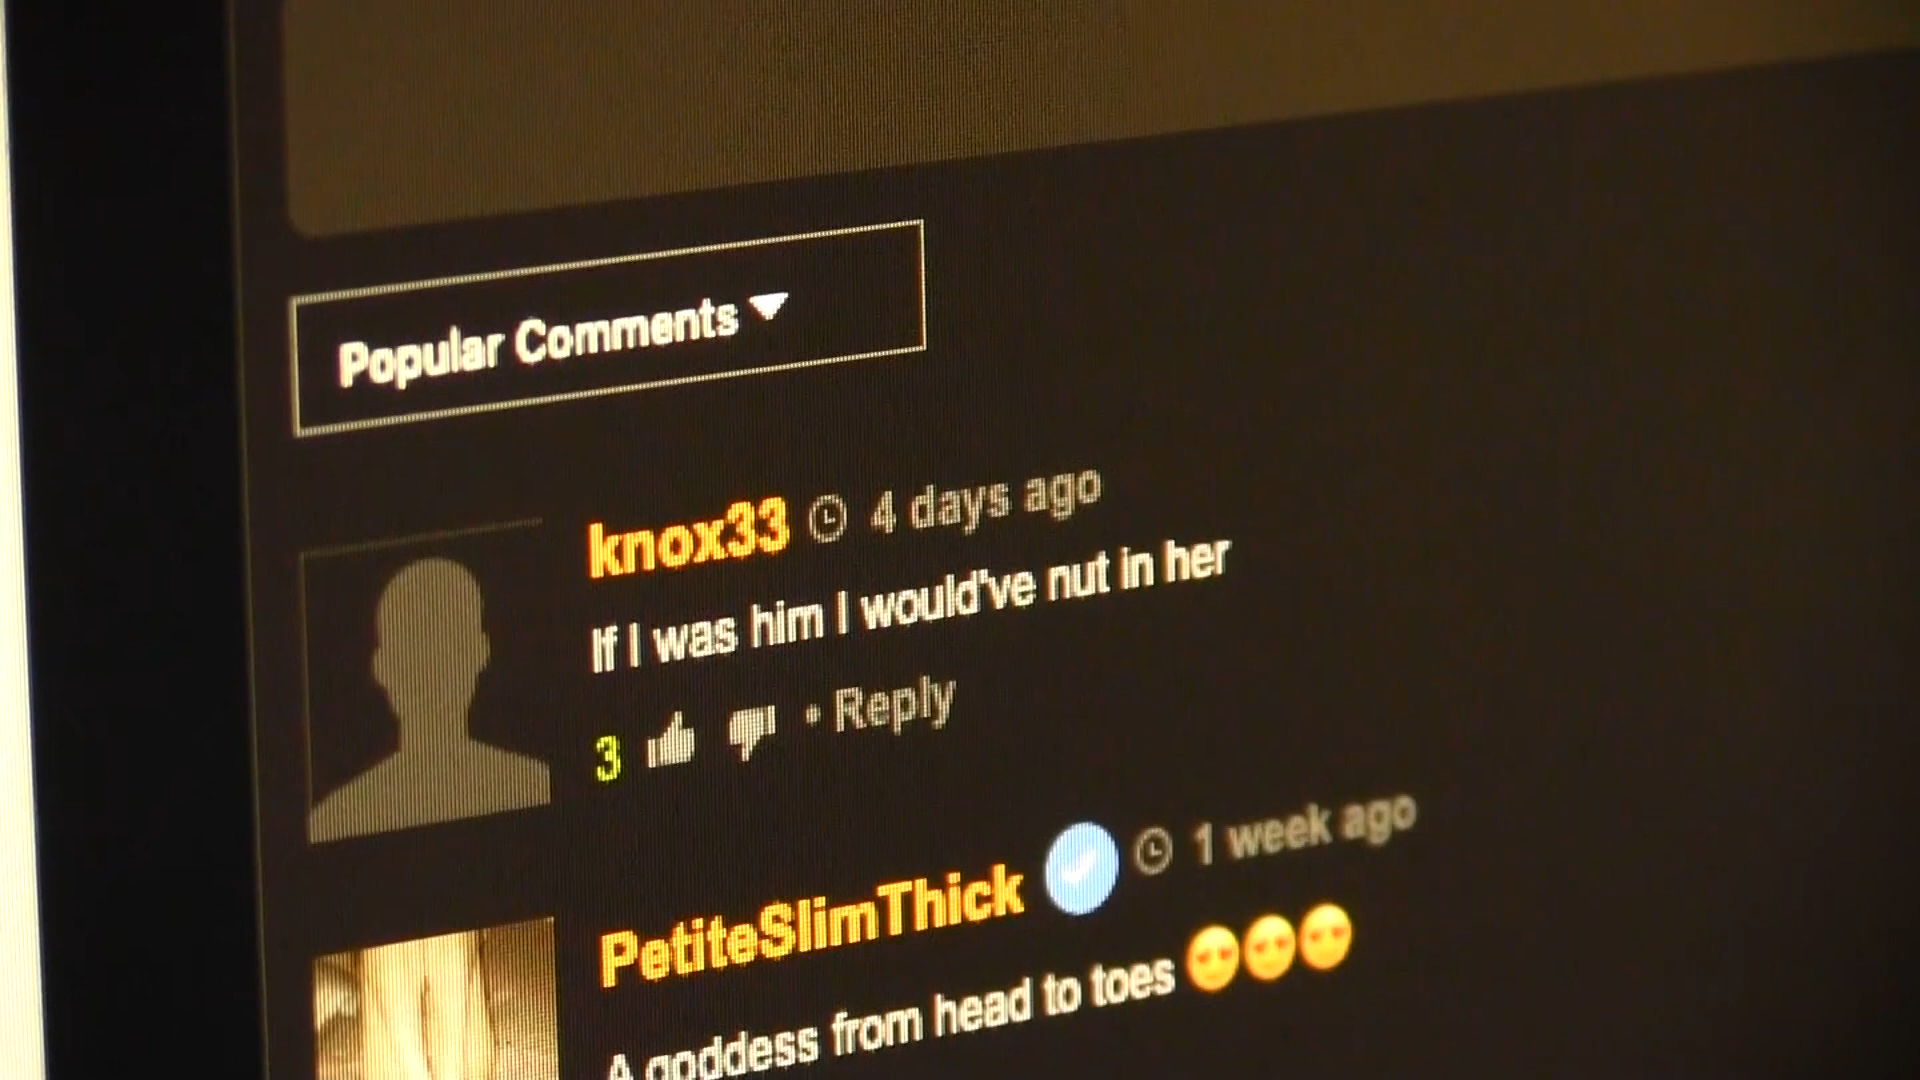 Popular Comments
knox33 4 days ago
If I was him I would've nut in her
3 • Reply
PetiteSlimThick 1 week ago
A goddess from head to toes 😍😍😍